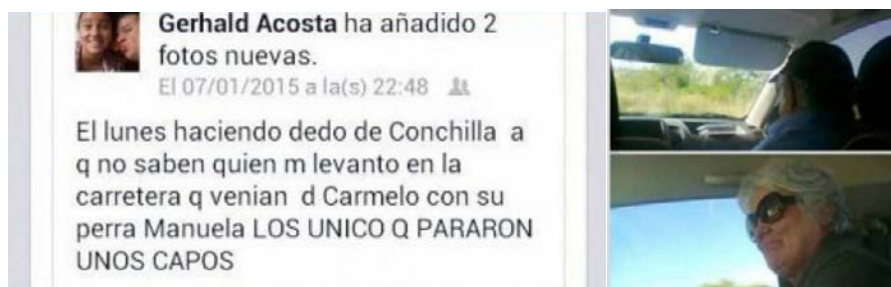 Gerhald Acosta ha añadido 2
fotos nuevas.
El 07/01/2015 a la(s) 22:48
El lunes haciendo dedo de Conchilla a
q no saben quien m levanto en la
carretera q venian d Carmelo con su
perra Manuela LOS UNICO Q PARARON
UNOS CAPOS